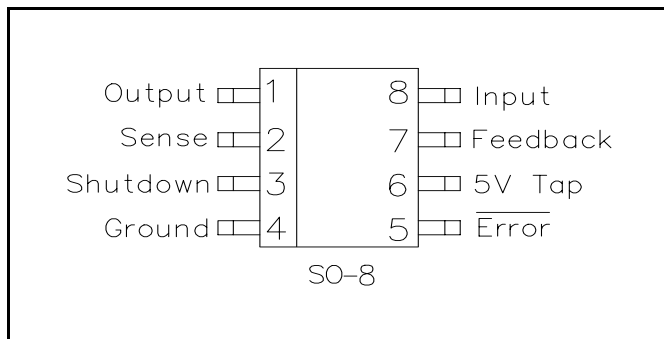 Output 1 8 Input
Sense 2 7 Feedback
Shutdown 3 6 5V Tap
Ground 4 5 Error
SO-8